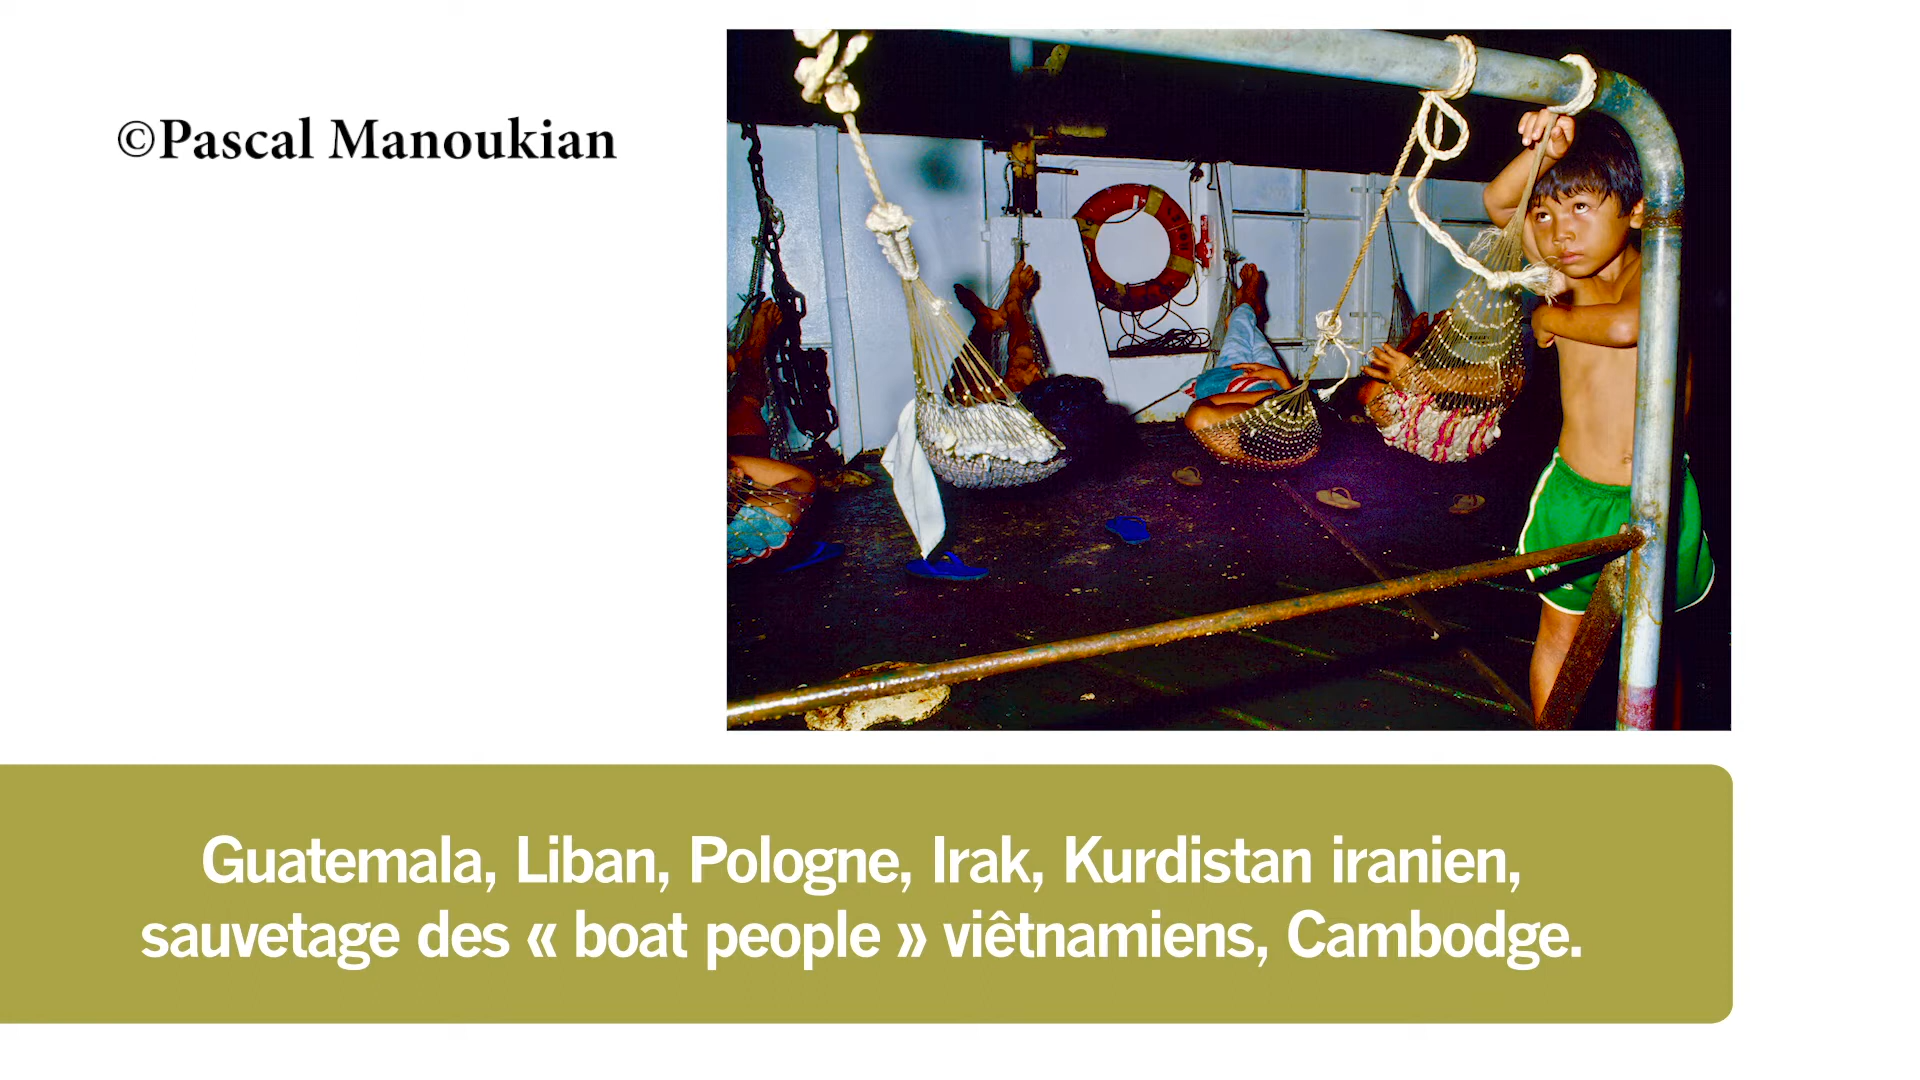 ©Pascal Manoukian
Guatemala, Liban, Pologne, Irak, Kurdistan iranien,
sauvetage des « boat people » viêtnamiens, Cambodge.